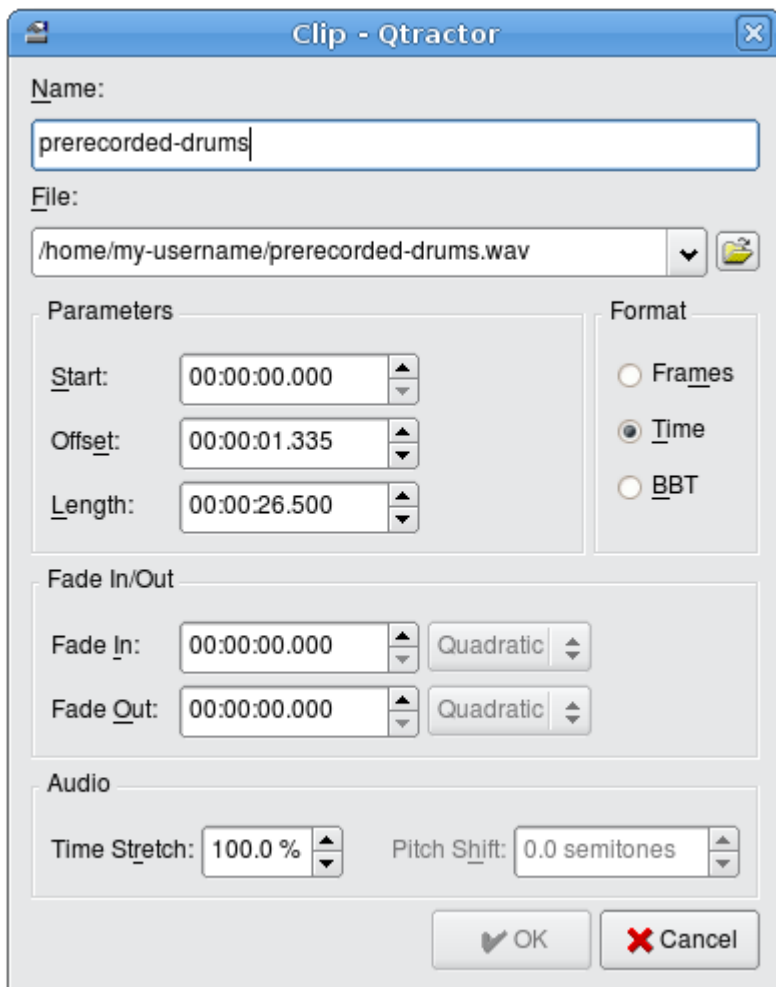 Clip - Qtractor
Name:
prerecorded-drums
File:
/home/my-username/prerecorded-drums.wav
Parameters
Format
Start: 00:00:00.000
Frames
Offset: 00:00:01.335
Time
Length: 00:00:26.500
BBT
Fade In/Out
Fade In: 00:00:00.000 Quadratic
Fade Out: 00:00:00.000 Quadratic
Audio
Time Stretch: 100.0 % Pitch Shift: 0.0 semitones
OK Cancel